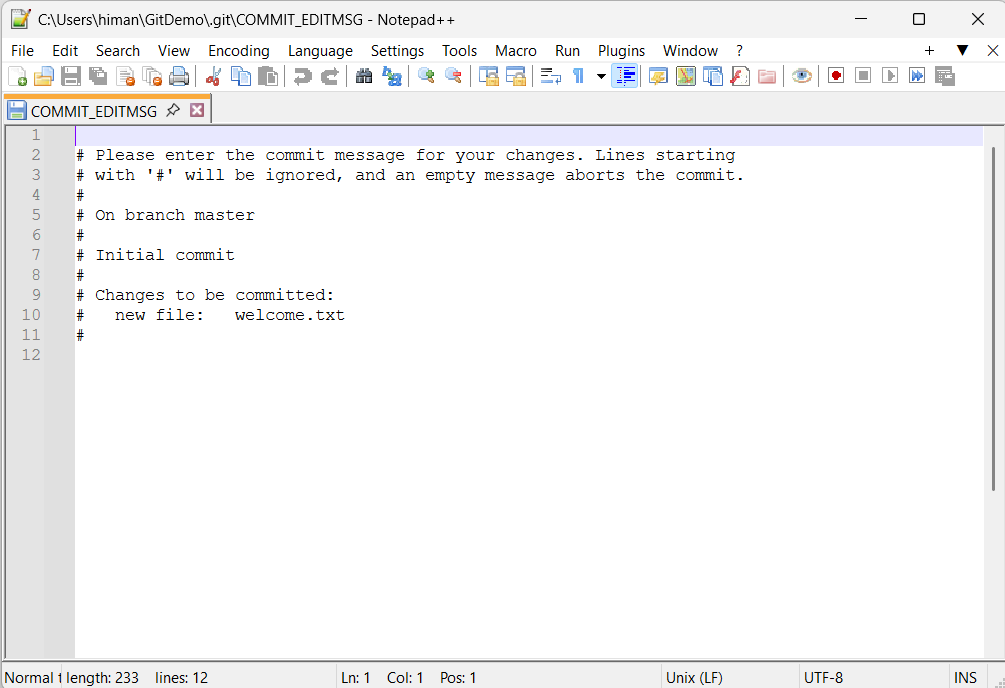 C:\Users\himan\GitDemo\.git\COMMIT_EDITMSG - Notepad++
File Edit Search View Encoding Language Settings Tools Macro Run Plugins Window ? + ▼ X
COMMIT_EDITMSG
1
2 # Please enter the commit message for your changes. Lines starting
3 # with '#' will be ignored, and an empty message aborts the commit.
4 #
5 # On branch master
6 #
7 # Initial commit
8 #
9 # Changes to be committed:
10 #   new file:   welcome.txt
11 #
12
Normal t length: 233 lines: 12 Ln: 1 Col: 1 Pos: 1 Unix (LF) UTF-8 INS